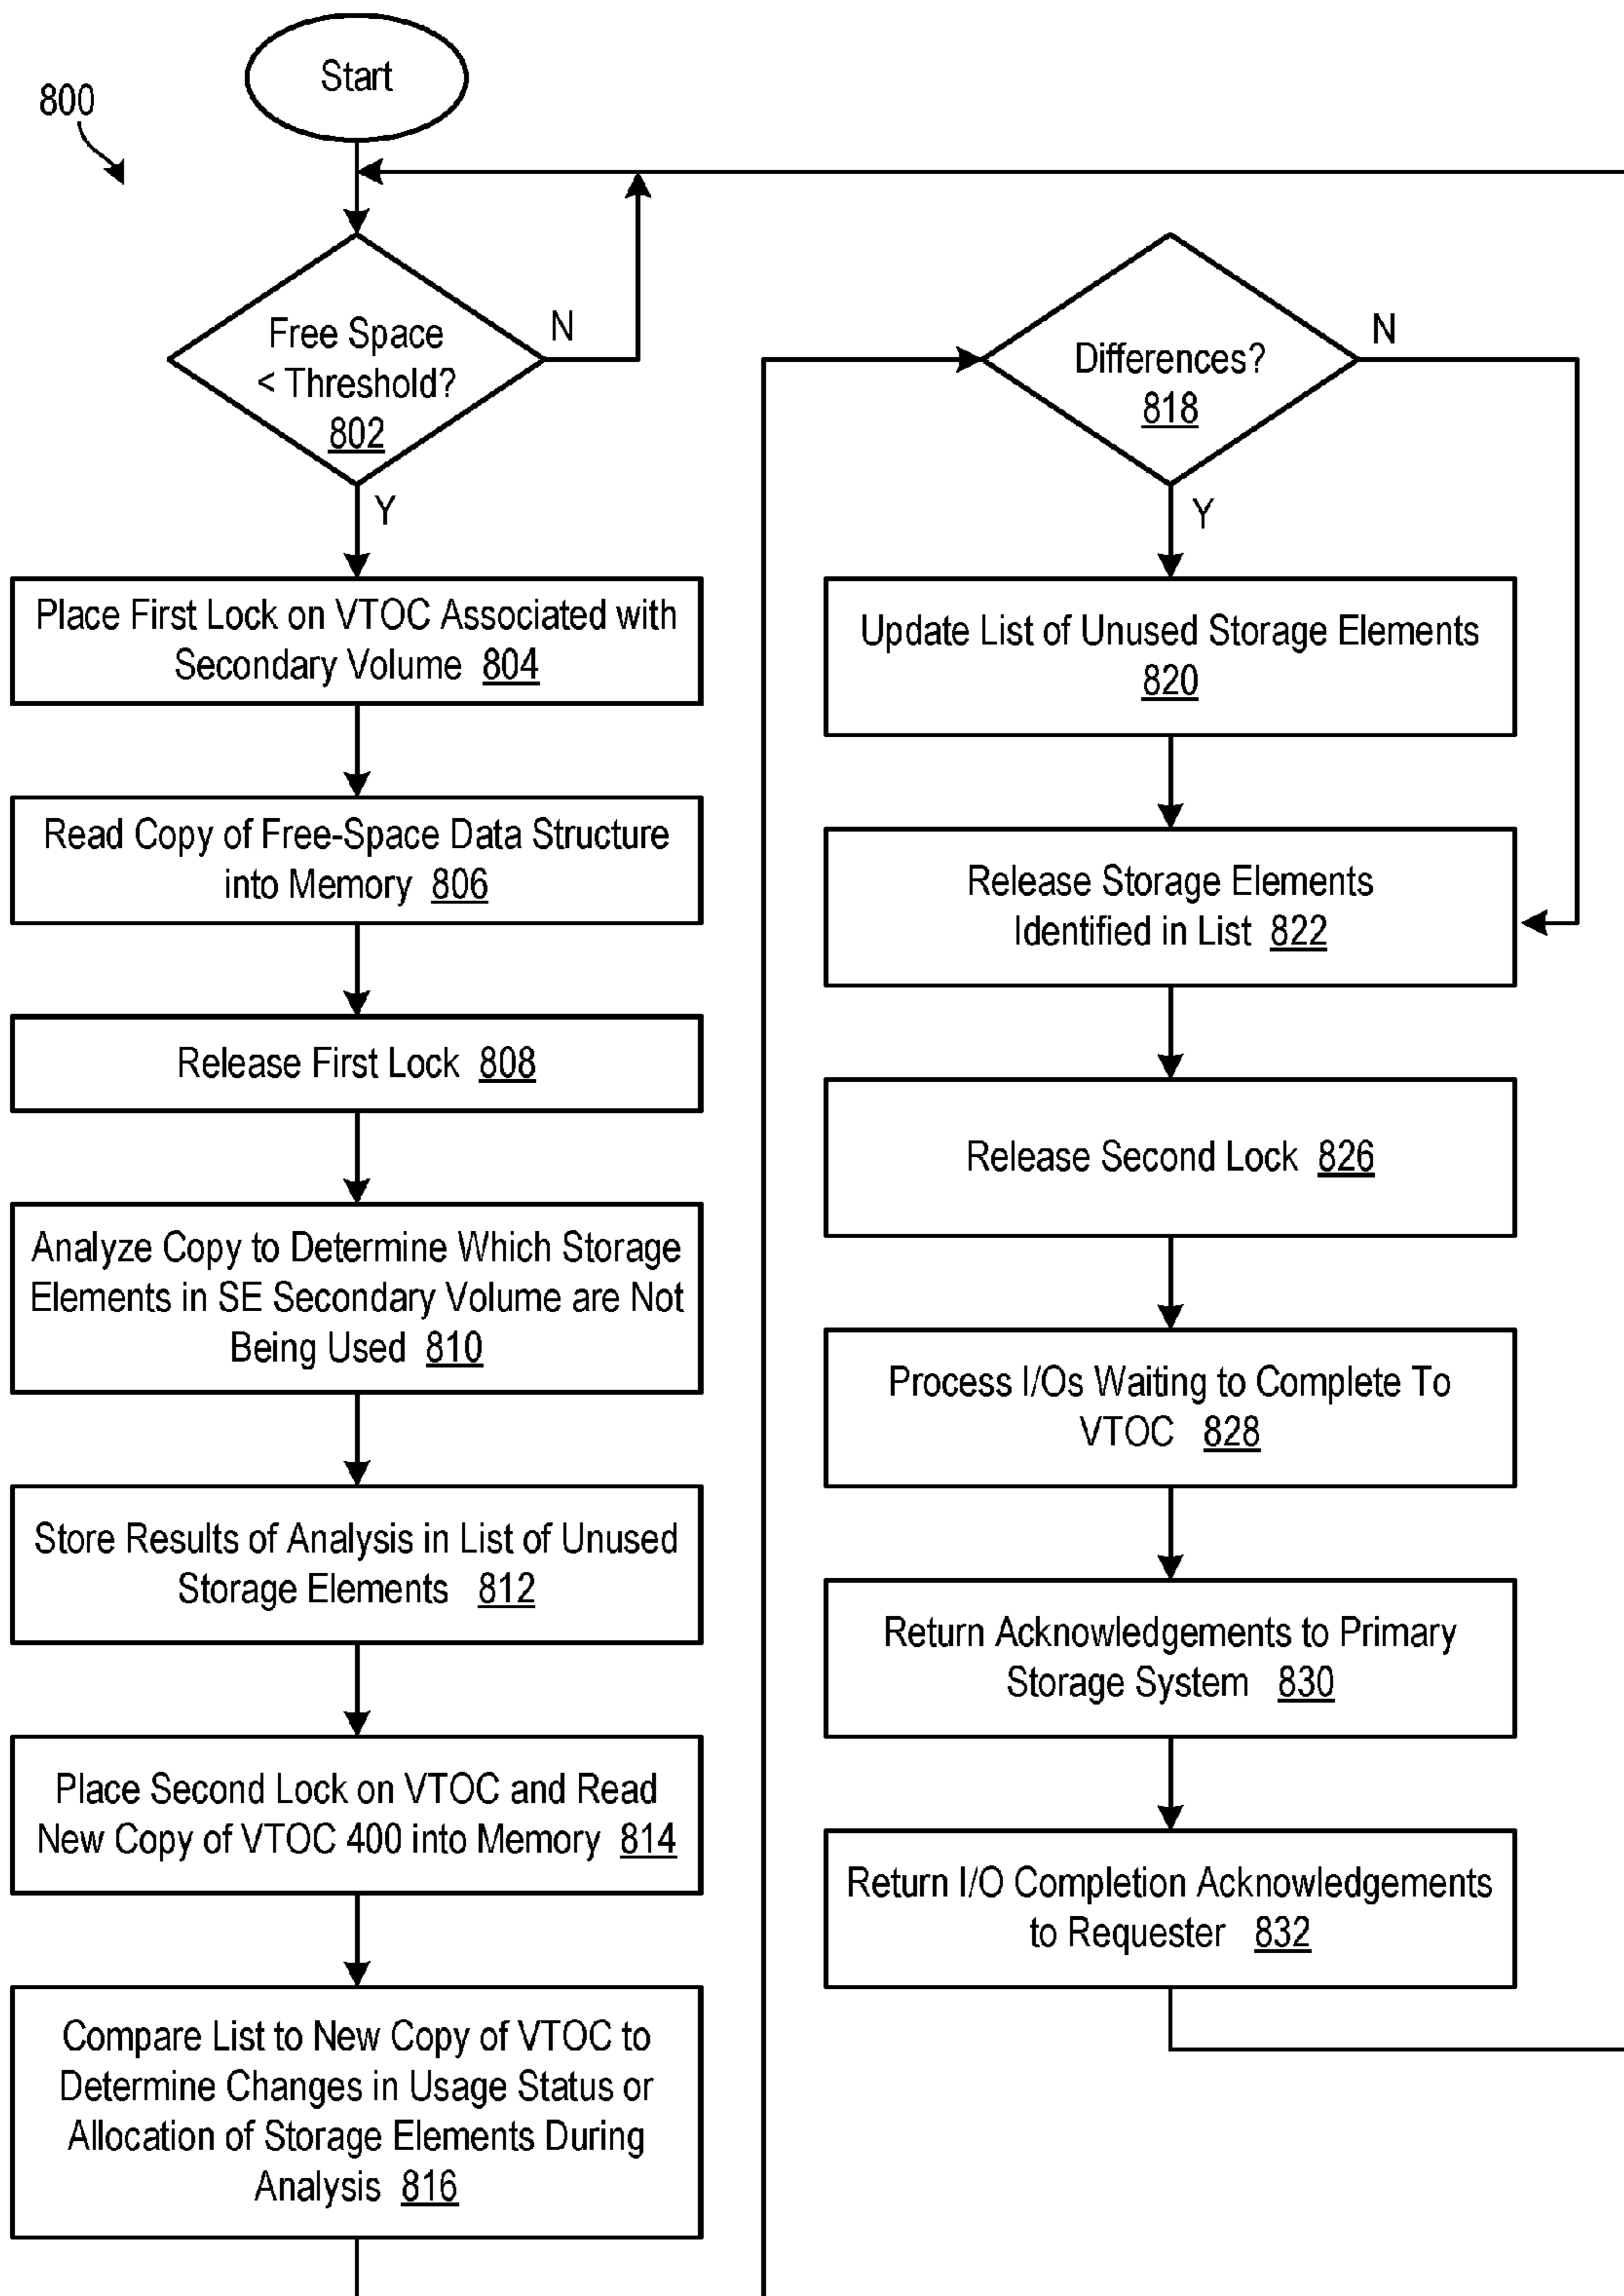 Start
800
Free Space
< Threshold?
802
N
Y
Place First Lock on VTOC Associated with
Secondary Volume 804
Read Copy of Free-Space Data Structure
into Memory 806
Release First Lock 808
Analyze Copy to Determine Which Storage
Elements in SE Secondary Volume are Not
Being Used 810
Store Results of Analysis in List of Unused
Storage Elements 812
Place Second Lock on VTOC and Read
New Copy of VTOC 400 into Memory 814
Compare List to New Copy of VTOC to
Determine Changes in Usage Status or
Allocation of Storage Elements During
Analysis 816
Differences?
818
N
Y
Update List of Unused Storage Elements
820
Release Storage Elements
Identified in List 822
Release Second Lock 826
Process I/Os Waiting to Complete To
VTOC 828
Return Acknowledgements to Primary
Storage System 830
Return I/O Completion Acknowledgements
to Requester 832